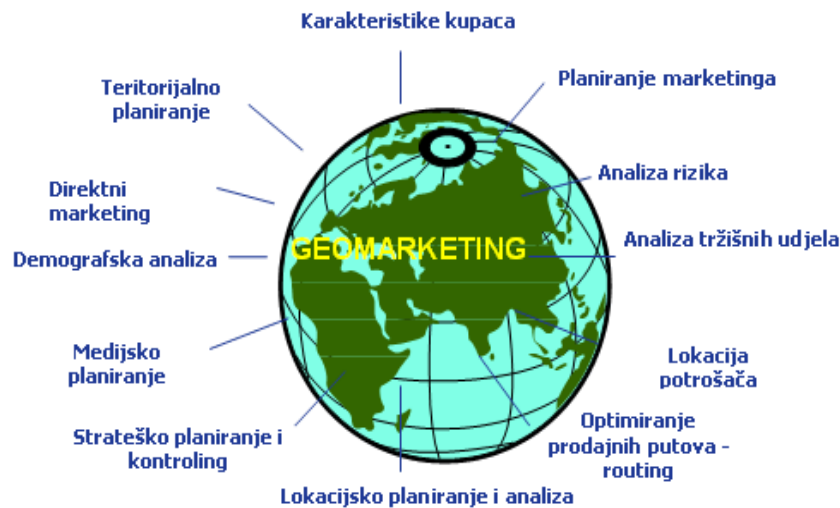 Karakteristike kupaca
Teritorijalno
planiranje
Planiranje marketinga
Direktni
marketing
Analiza rizika
GEOMARKETING
Analiza tržišnih udjela
Demografska analiza
Medijsko
planiranje
Lokacija
potrošača
Strateško planiranje i
kontroling
Optimiranje
prodajnih putova -
routing
Lokacijsko planiranje i analiza